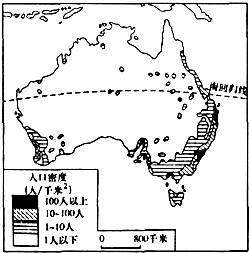 南回归线
人口密度
(人/千米²)
100人以上
10~100人
1~10人
1人以下
0 800千米